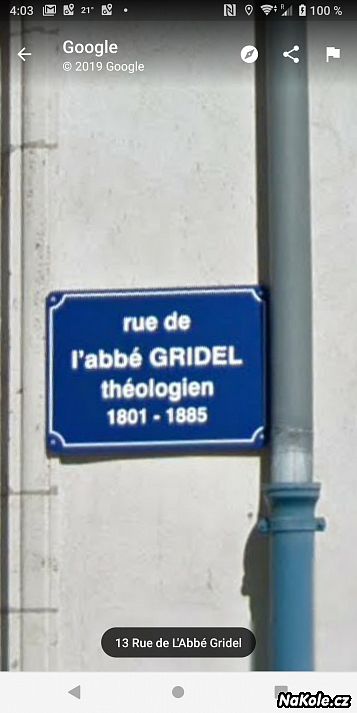 4:03 21° 100 %
Google
© 2019 Google
rue de
l'abbé GRIDEL
théologien
1801 - 1885
13 Rue de L'Abbé Gridel
NaKole.cz